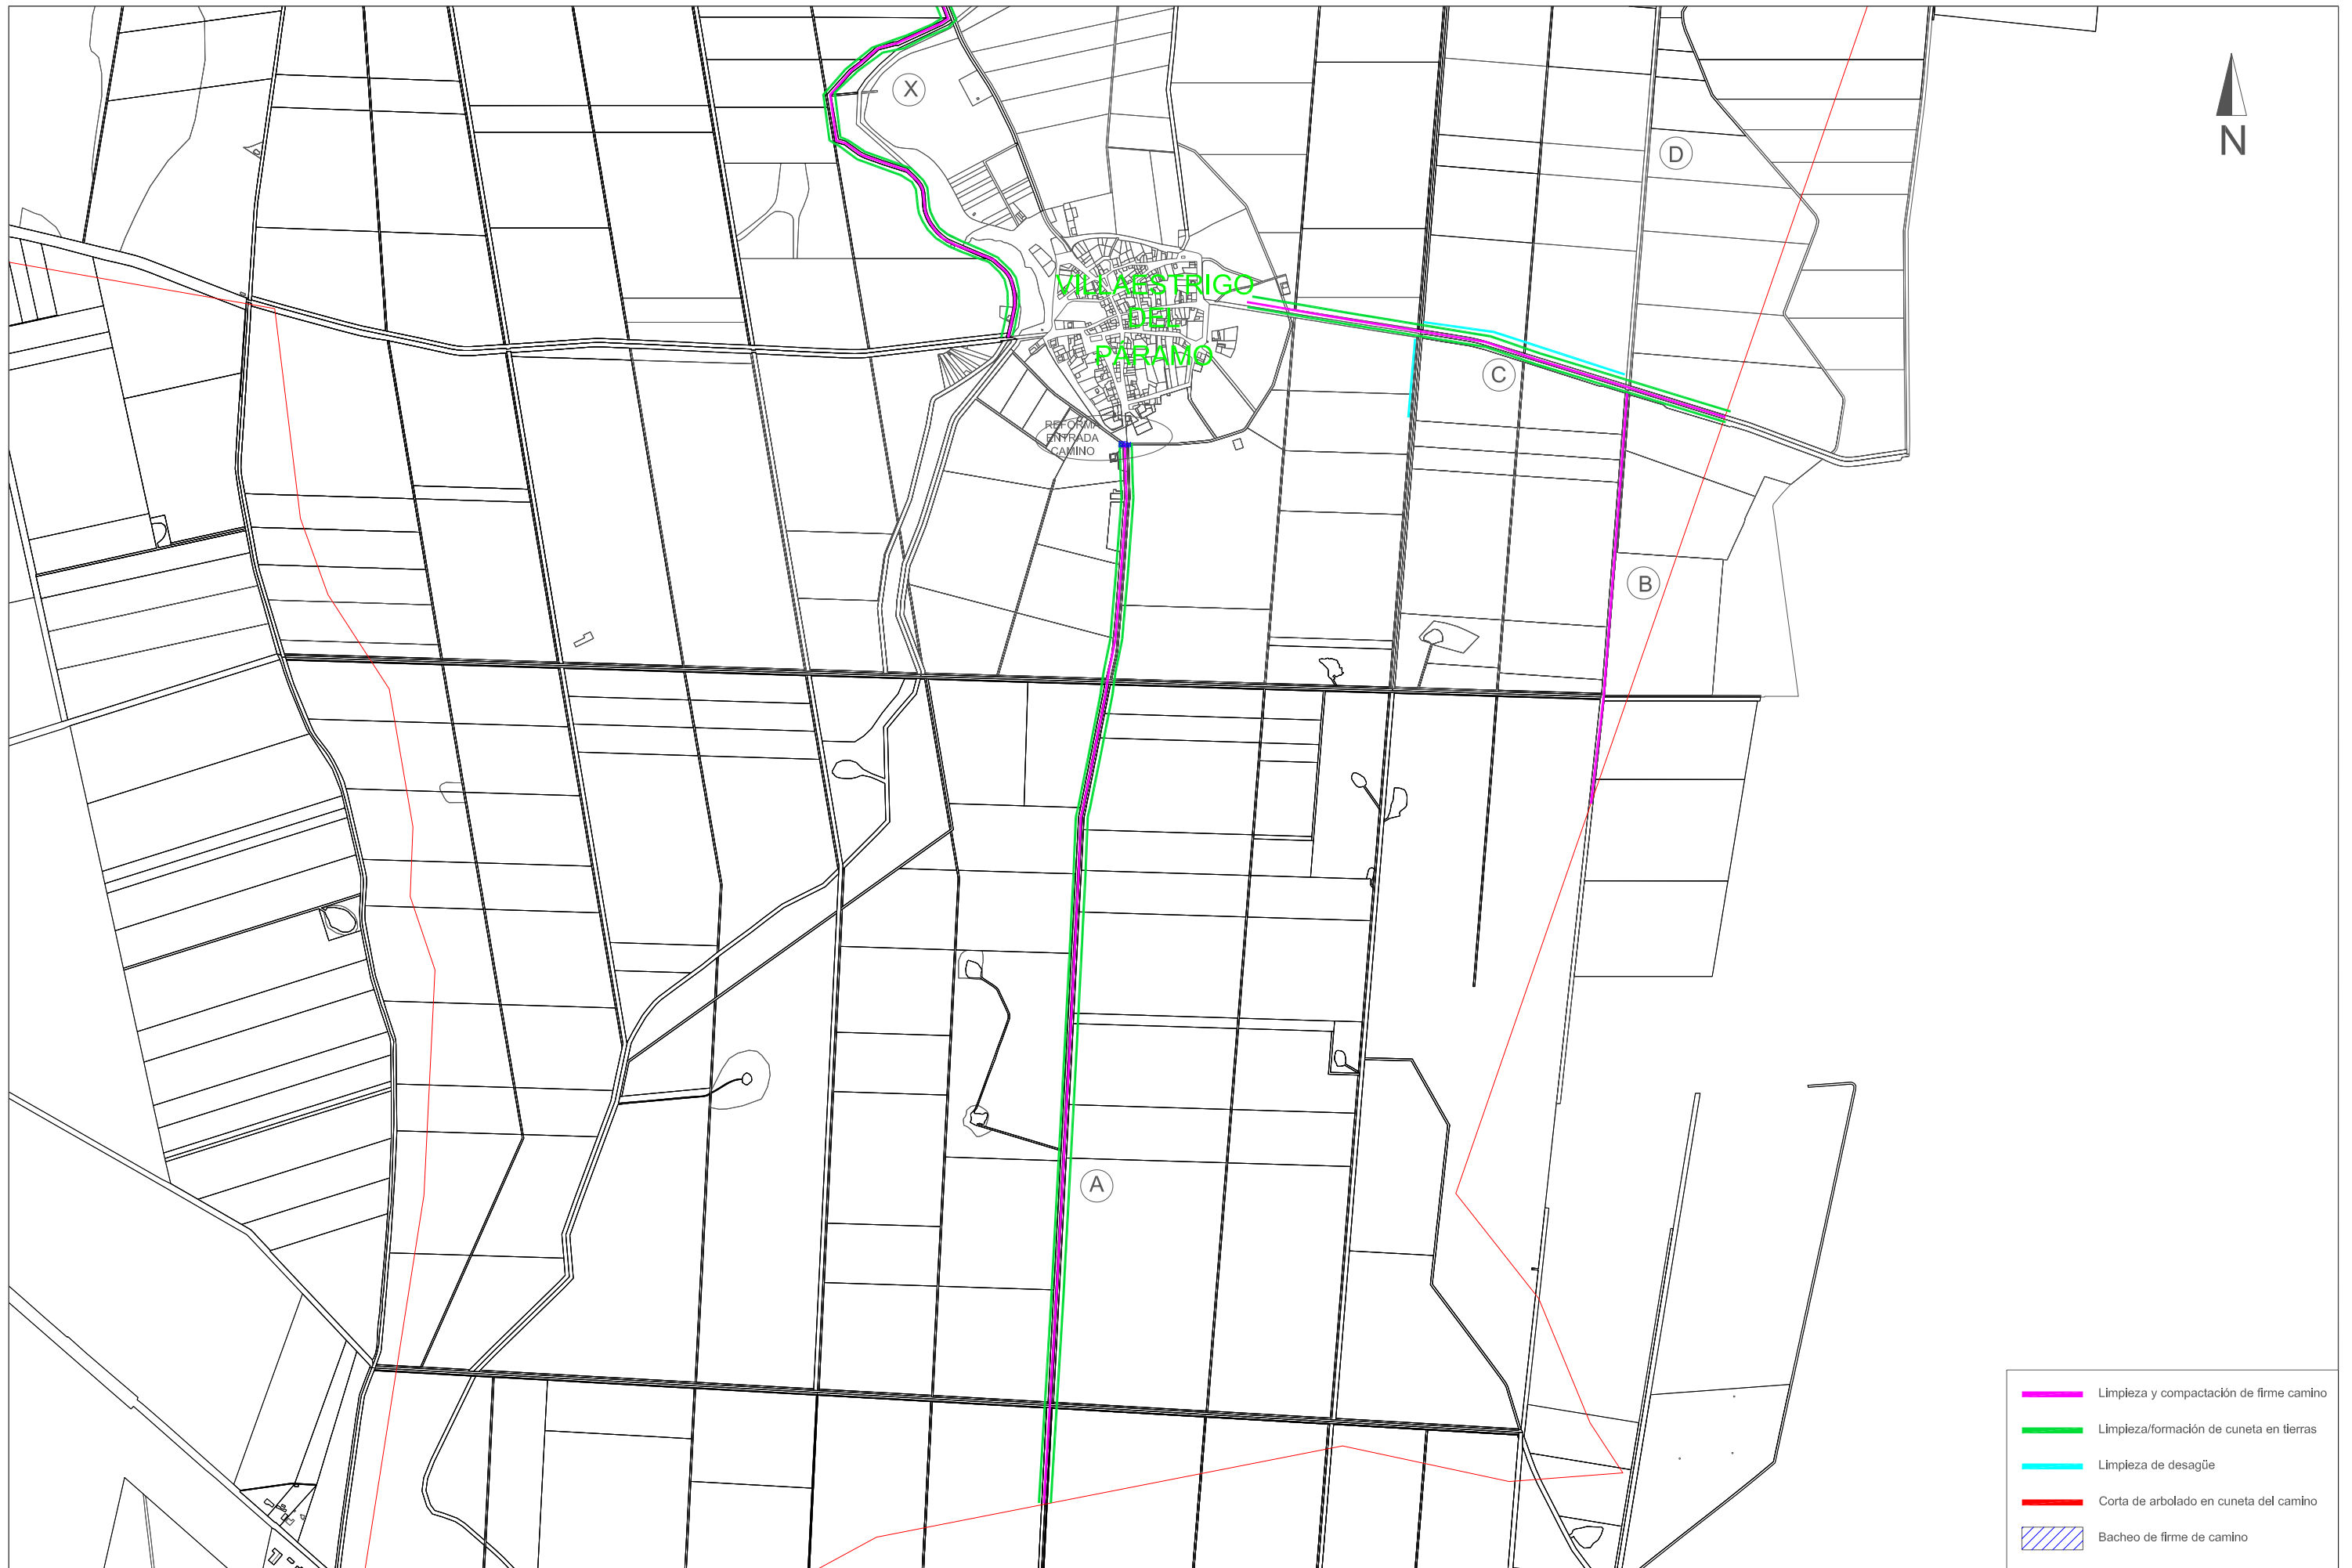 X
D
N
VILLAESTRIGO
DEL
PÁRAMO
C
REFORMA
ENTRADA
CAMINO
B
A
Limpieza y compactación de firme camino
Limpieza/formación de cuneta en tierras
Limpieza de desagüe
Corta de arbolado en cuneta del camino
Bacheo de firme de camino